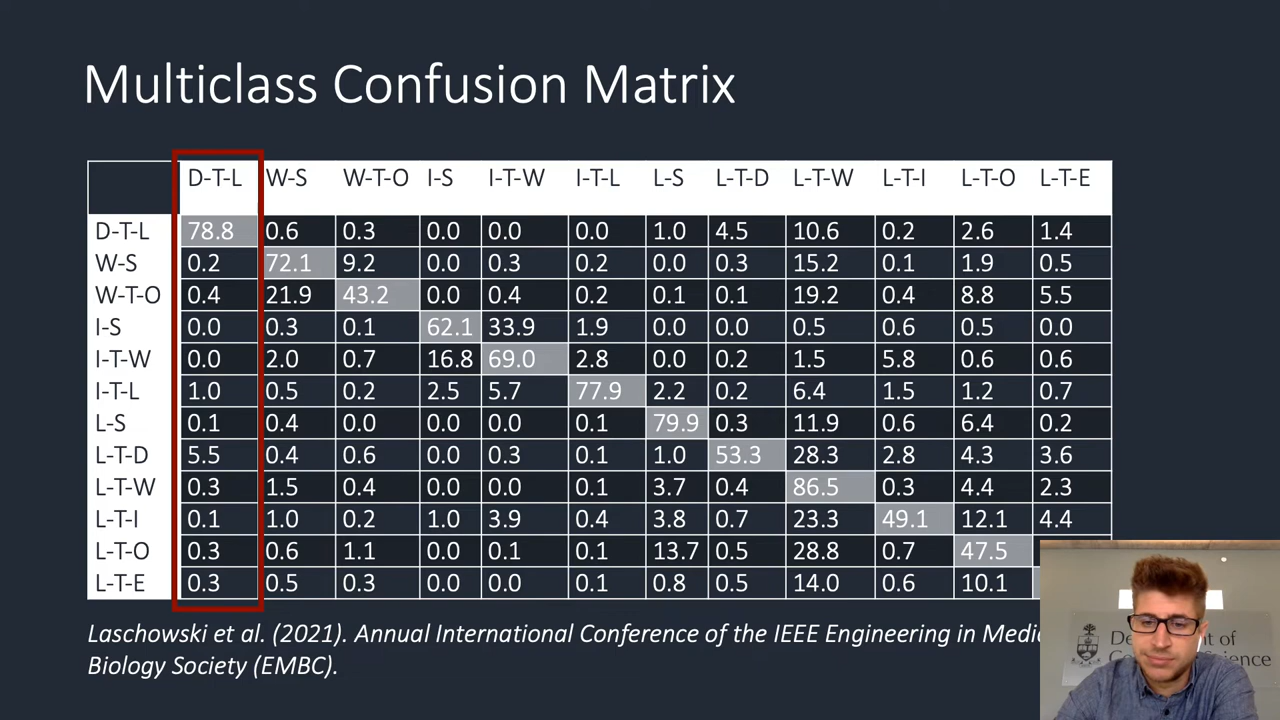 Multiclass Confusion Matrix
D-T-L W-S W-T-O I-S I-T-W I-T-L L-S L-T-D L-T-W L-T-I L-T-O L-T-E
D-T-L 78.8 0.6 0.3 0.0 0.0 0.0 1.0 4.5 10.6 0.2 2.6 1.4
W-S 0.2 72.1 9.2 0.0 0.3 0.2 0.0 0.3 15.2 0.1 1.9 0.5
W-T-O 0.4 21.9 43.2 0.0 0.4 0.2 0.1 0.1 19.2 0.4 8.8 5.5
I-S 0.0 0.3 0.1 62.1 33.9 1.9 0.0 0.0 0.5 0.6 0.5 0.0
I-T-W 0.0 2.0 0.7 16.8 69.0 2.8 0.0 0.2 1.5 5.8 0.6 0.6
I-T-L 1.0 0.5 0.2 2.5 5.7 77.9 2.2 0.2 6.4 1.5 1.2 0.7
L-S 0.1 0.4 0.0 0.0 0.0 0.1 79.9 0.3 11.9 0.6 6.4 0.2
L-T-D 5.5 0.4 0.6 0.0 0.3 0.1 1.0 53.3 28.3 2.8 4.3 3.6
L-T-W 0.3 1.5 0.4 0.0 0.0 0.1 3.7 0.4 86.5 0.3 4.4 2.3
L-T-I 0.1 1.0 0.2 1.0 3.9 0.4 3.8 0.7 23.3 49.1 12.1 4.4
L-T-O 0.3 0.6 1.1 0.0 0.1 0.1 13.7 0.5 28.8 0.7 47.5
L-T-E 0.3 0.5 0.3 0.0 0.0 0.1 0.8 0.5 14.0 0.6 10.1
Laschowski et al. (2021). Annual International Conference of the IEEE Engineering in
Biology Society (EMBC).
of